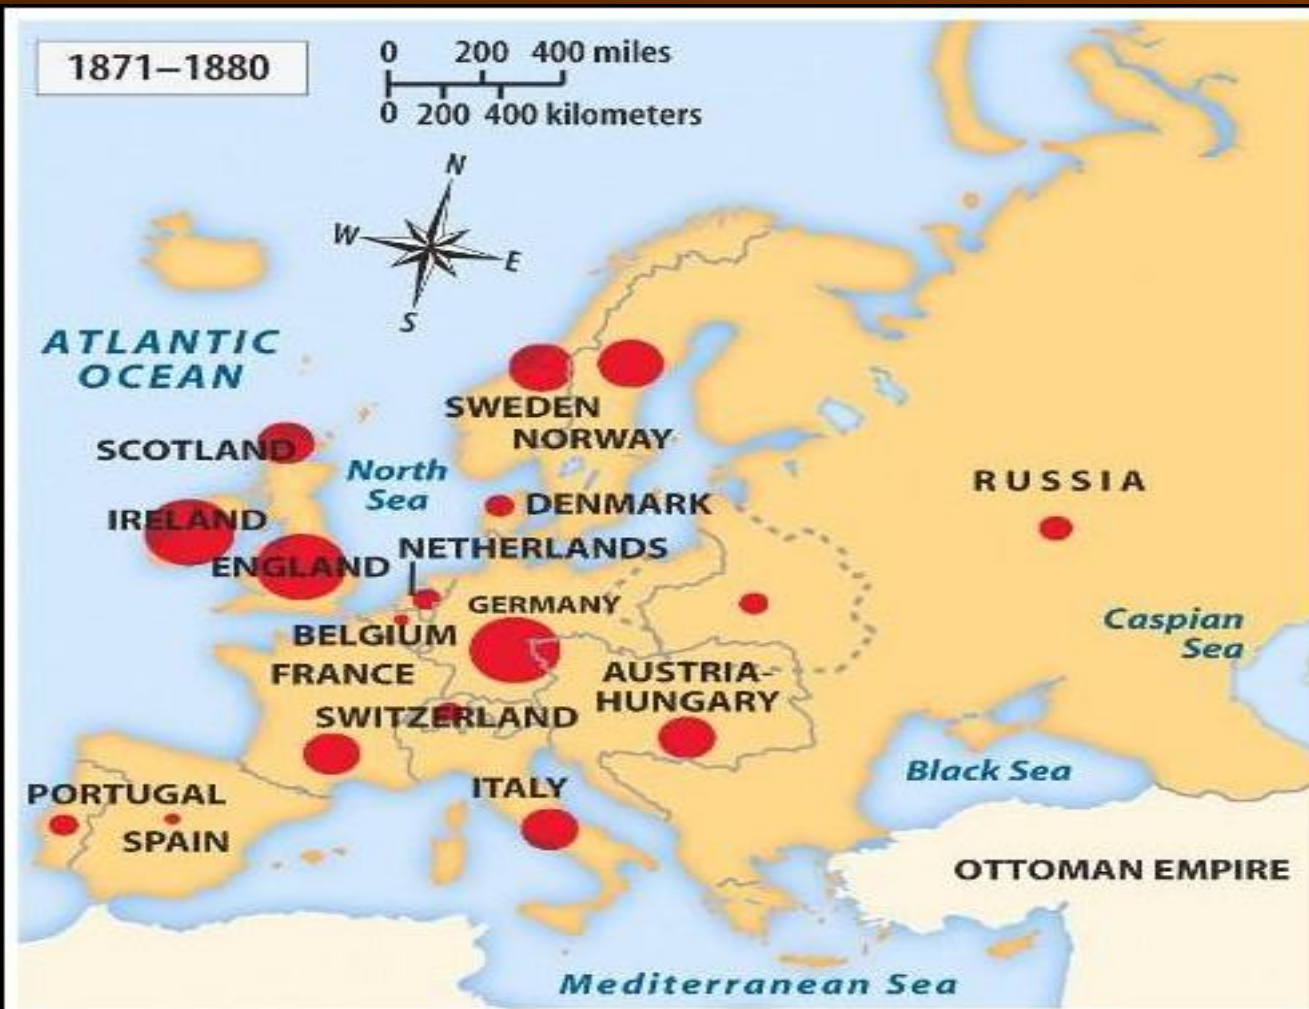 1871–1880
0 200 400 miles
0 200 400 kilometers
N
W
E
S
ATLANTIC
OCEAN
SWEDEN
NORWAY
SCOTLAND
North
Sea
RUSSIA
IRELAND
DENMARK
NETHERLANDS
ENGLAND
GERMANY
BELGIUM
Caspian
Sea
FRANCE
AUSTRIA-
HUNGARY
SWITZERLAND
Black Sea
ITALY
PORTUGAL
SPAIN
OTTOMAN EMPIRE
Mediterranean Sea